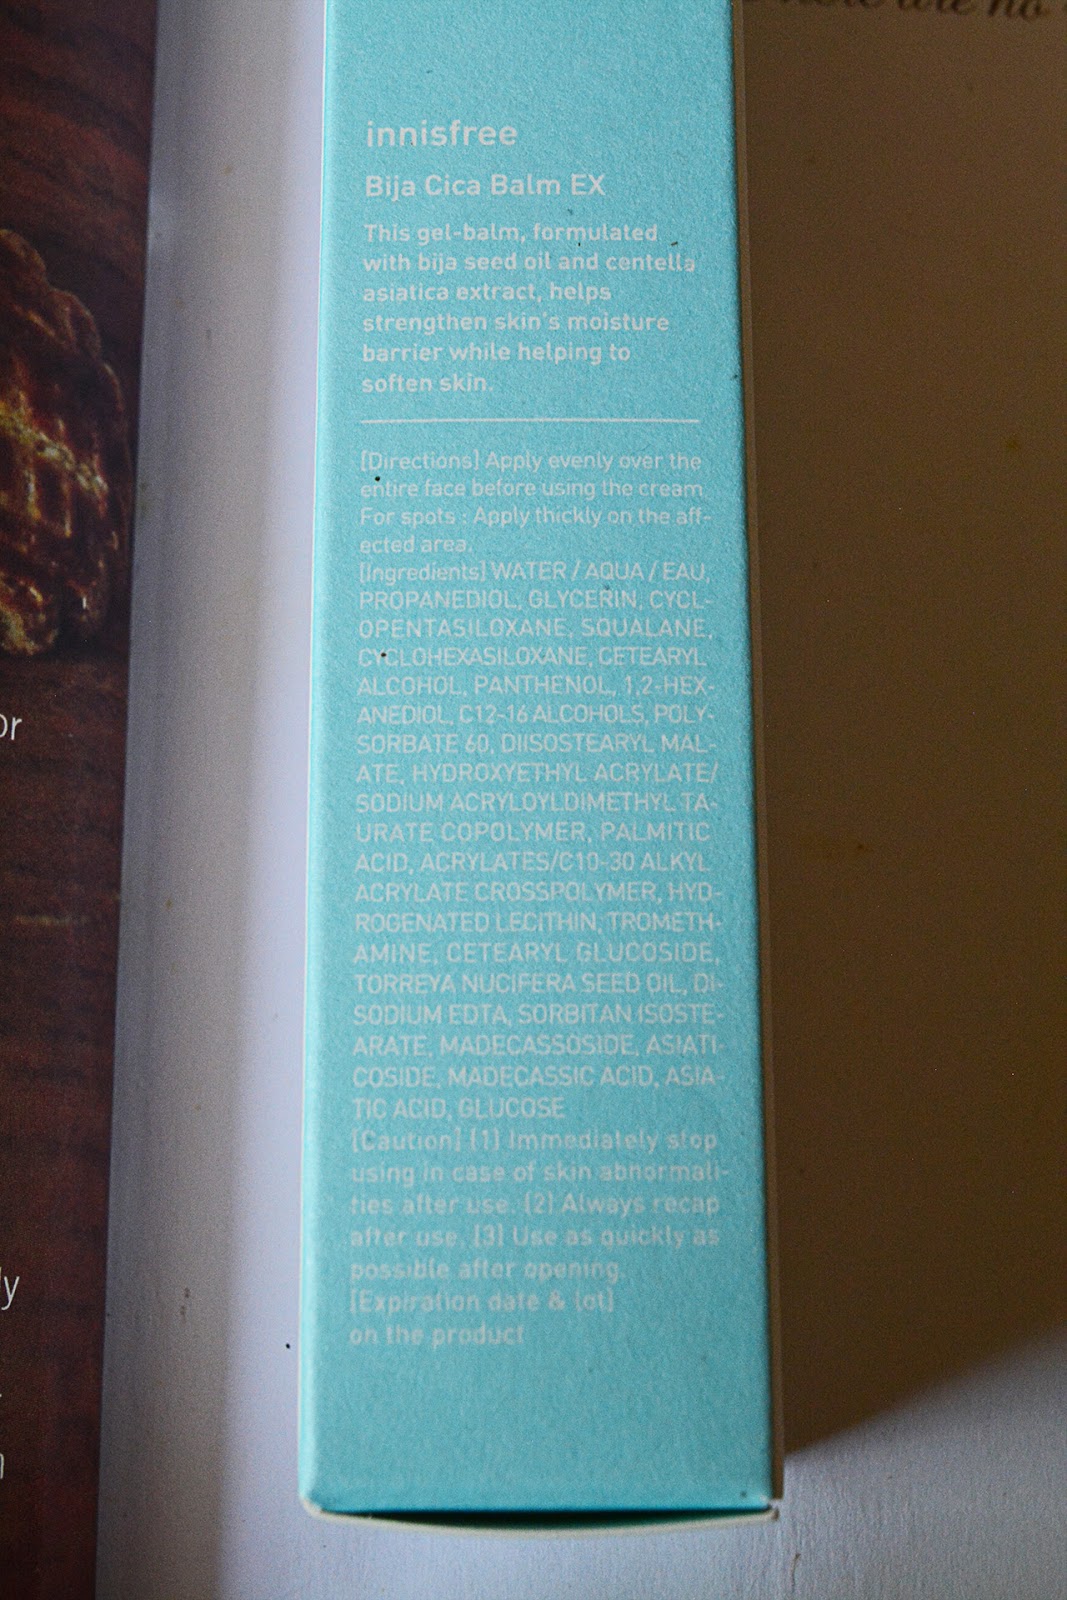 here are no
innisfree
Bija Cica Balm EX
This gel-balm, formulated
with bija seed oil and centella
asiatica extract, helps
strengthen skin's moisture
barrier while helping to
soften skin.
[Directions] Apply evenly over the
entire face before using the cream
For spots : Apply thickly on the aff-
ected area.
[Ingredients] WATER / AQUA / EAU,
PROPANEDIOL, GLYCERIN, CYCL-
OPENTASILOXANE, SQUALANE,
CYCLOHEXASILOXANE, CETEARYL
ALCOHOL, PANTHENOL, 1,2-HEX-
ANEDIOL, C12-16 ALCOHOLS, POLY-
SORBATE 60, DIISOSTEARYL MAL-
ATE, HYDROXYETHYL ACRYLATE/
SODIUM ACRYLOYLDIMETHYL TA-
URATE COPOLYMER, PALMITIC
ACID, ACRYLATES/C10-30 ALKYL
ACRYLATE CROSSPOLYMER, HYD-
ROGENATED LECITHIN, TROMETH-
AMINE, CETEARYL GLUCOSIDE,
TORREYA NUCIFERA SEED OIL, DI-
SODIUM EDTA, SORBITAN ISOSTE-
ARATE, MADECASSOSIDE, ASIATI-
COSIDE, MADECASSIC ACID, ASIA-
TIC ACID, GLUCOSE
[Caution] (1) Immediately stop
using in case of skin abnormali-
ties after use. (2) Always recap
after use. (3) Use as quickly as
possible after opening.
[Expiration date & lot]
on the product
or
ly